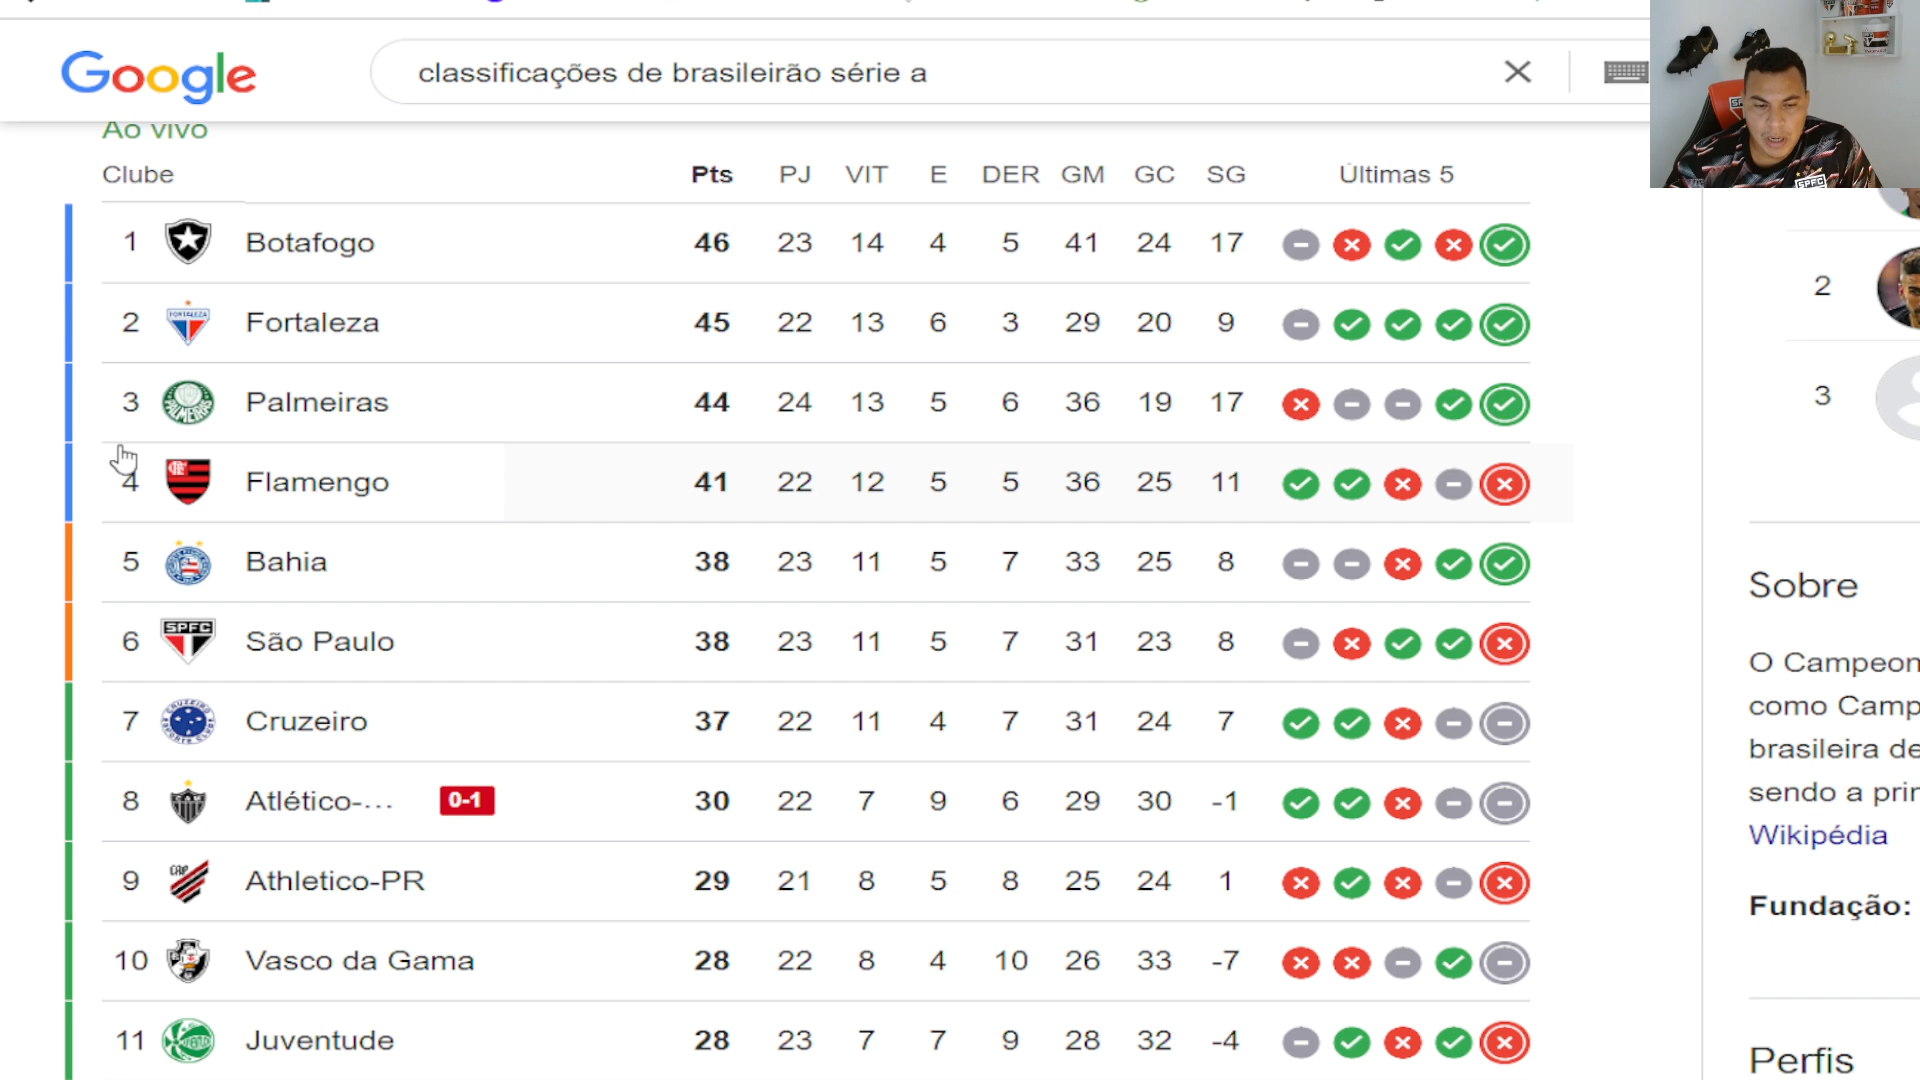 Google
classificações de brasileirão série a
Ao vivo
Clube Pts PJ VIT E DER GM GC SG Últimas 5
1 Botafogo 46 23 14 4 5 41 24 17
2 FORTALEZA Fortaleza 45 22 13 6 3 29 20 9
3 PALMEIRAS Palmeiras 44 24 13 5 6 36 19 17
4 Flamengo 41 22 12 5 5 36 25 11
5 Bahia 38 23 11 5 7 33 25 8
6 SPFC São Paulo 38 23 11 5 7 31 23 8
7 Cruzeiro 37 22 11 4 7 31 24 7
8 Atlético-... 0-1 30 22 7 9 6 29 30 -1
9 CAP Athletico-PR 29 21 8 5 8 25 24 1
10 Vasco da Gama 28 22 8 4 10 26 33 -7
11 Juventude 28 23 7 7 9 28 32 -4
SPFC
2
3
Sobre
O Campeon
como Camp
brasileira de
sendo a prin
Wikipédia
Fundação:
Perfis